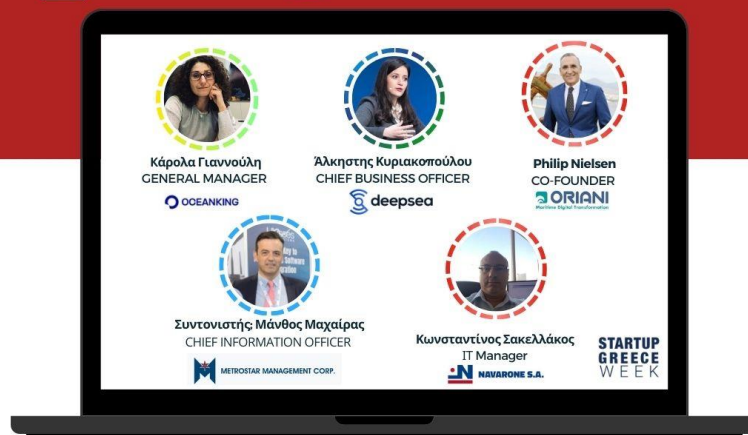 Κάρολα Γιαννούλη
GENERAL MANAGER
OCEANKING
Άλκηστης Κυριακοπούλου
CHIEF BUSINESS OFFICER
deepsea
Philip Nielsen
CO-FOUNDER
ORIANI
Maritime Digital Transformation
Συντονιστής: Μάνθος Μαχαίρας
CHIEF INFORMATION OFFICER
METROSTAR MANAGEMENT CORP.
Κωνσταντίνος Σακελλάκος
IT Manager
NAVARONE S.A.
STARTUP
GREECE
WEEK